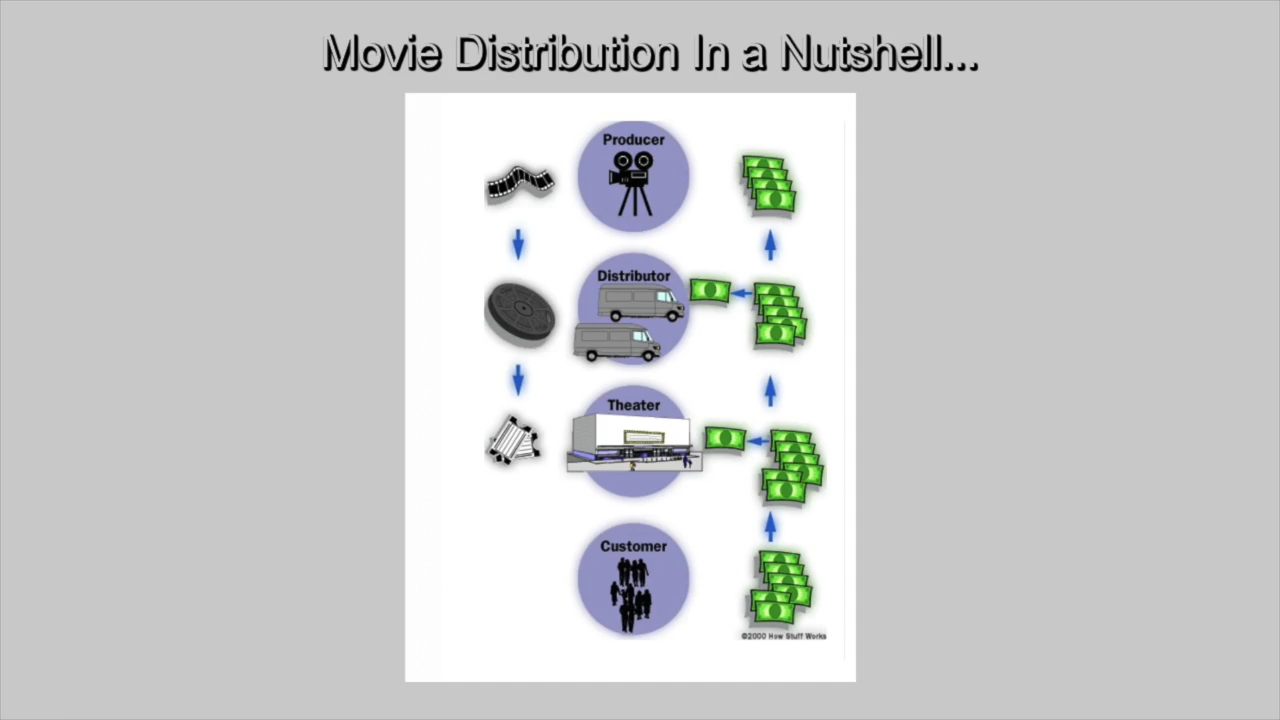 Movie Distribution In a Nutshell...
Producer
Distributor
Theater
Customer
©2000 How Stuff Works